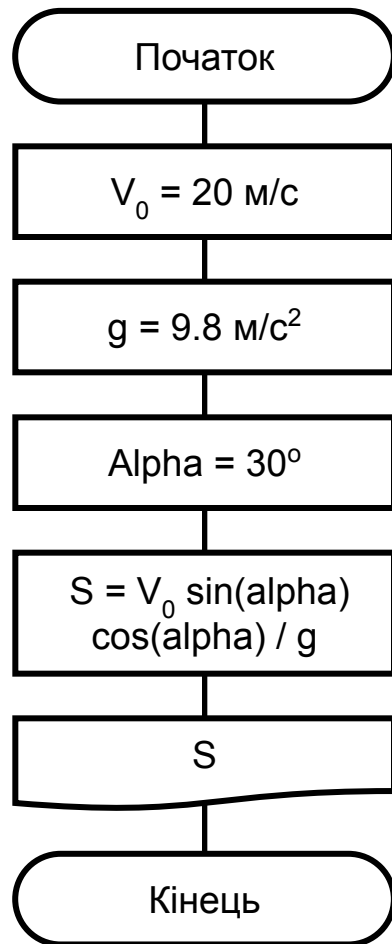 Початок
V₀ = 20 м/с
g = 9.8 м/с²
Alpha = 30º
S = V₀ sin(alpha)
cos(alpha) / g
S
Кінець